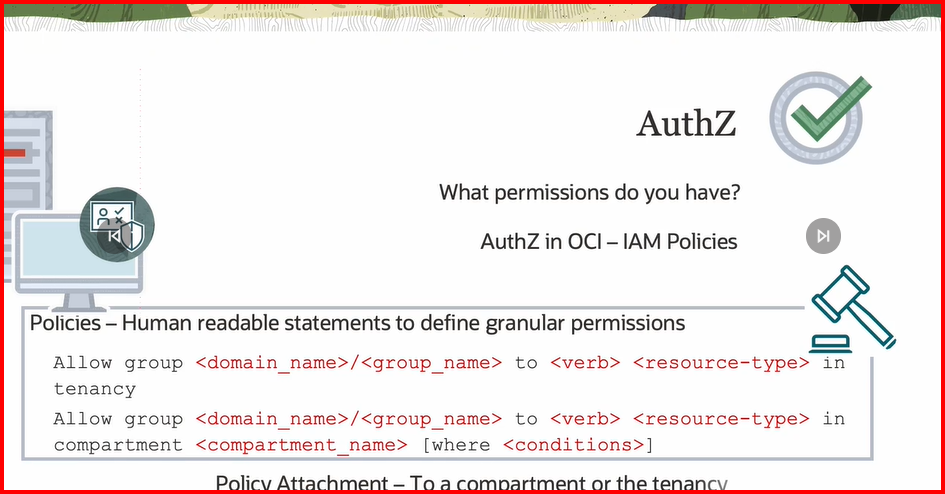 AuthZ
What permissions do you have?
AuthZ in OCI – IAM Policies
Policies – Human readable statements to define granular permissions
Allow group <domain_name>/<group_name> to <verb> <resource-type> in
tenancy
Allow group <domain_name>/<group_name> to <verb> <resource-type> in
compartment <compartment_name> [where <conditions>]
Policy Attachment – To a compartment or the tenancy